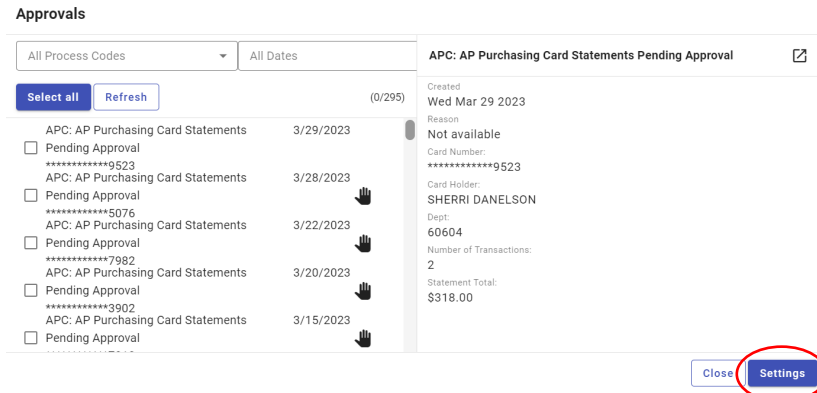 Approvals
All Process Codes
All Dates
Select all
Refresh
(0/295)
APC: AP Purchasing Card Statements 3/29/2023
Pending Approval
************9523
APC: AP Purchasing Card Statements 3/28/2023
Pending Approval
************5076
APC: AP Purchasing Card Statements 3/22/2023
Pending Approval
************7982
APC: AP Purchasing Card Statements 3/20/2023
Pending Approval
************3902
APC: AP Purchasing Card Statements 3/15/2023
Pending Approval
APC: AP Purchasing Card Statements Pending Approval
Created
Wed Mar 29 2023
Reason
Not available
Card Number:
************9523
Card Holder:
SHERRI DANELSON
Dept:
60604
Number of Transactions:
2
Statement Total:
$318.00
Close
Settings